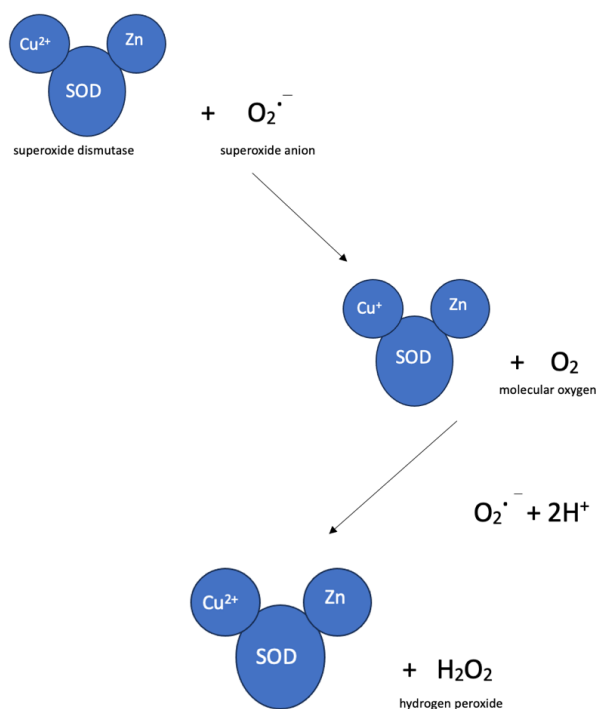 Cu²⁺ Zn
SOD
+ O₂˙⁻
superoxide dismutase superoxide anion
Cu⁺ Zn
SOD
+ O₂
molecular oxygen
O₂˙⁻ + 2H⁺
Cu²⁺ Zn
SOD
+ H₂O₂
hydrogen peroxide